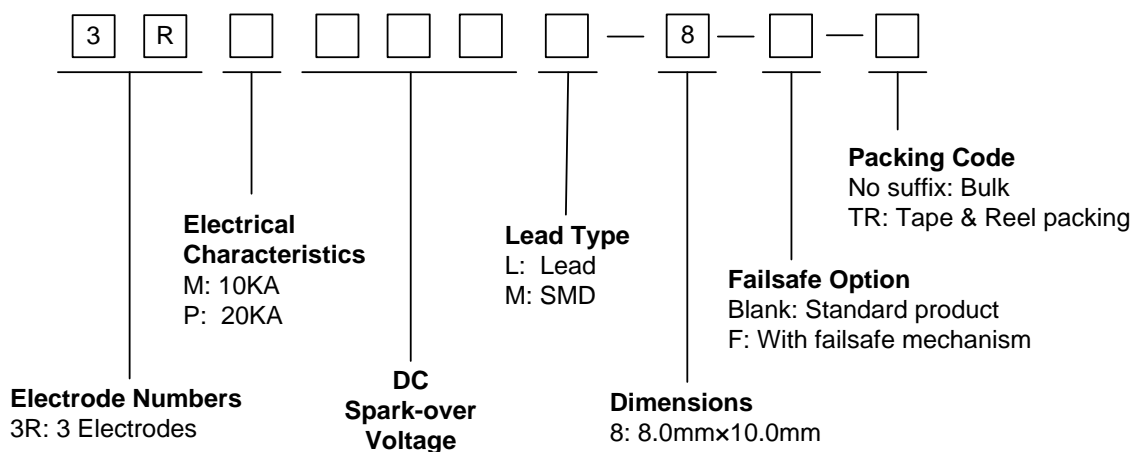 3 R 8
Packing Code
No suffix: Bulk
TR: Tape & Reel packing
Electrical
Characteristics
M: 10KA
P: 20KA
Lead Type
L: Lead
M: SMD
Failsafe Option
Blank: Standard product
F: With failsafe mechanism
Electrode Numbers
3R: 3 Electrodes
DC
Spark-over
Voltage
Dimensions
8: 8.0mm×10.0mm